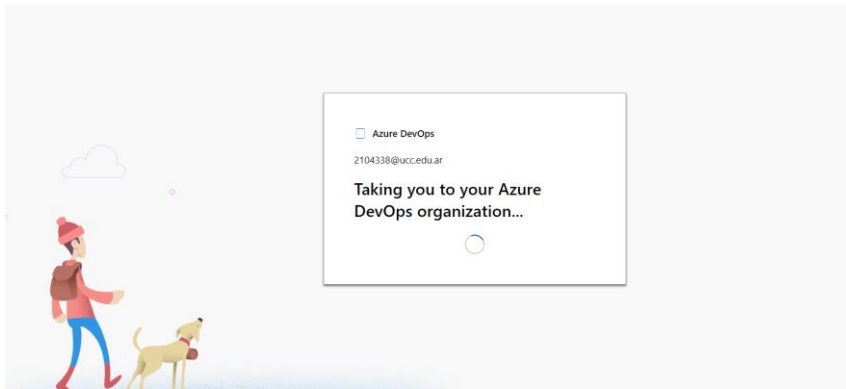 Azure DevOps
2104338@ucc.edu.ar
Taking you to your Azure
DevOps organization...